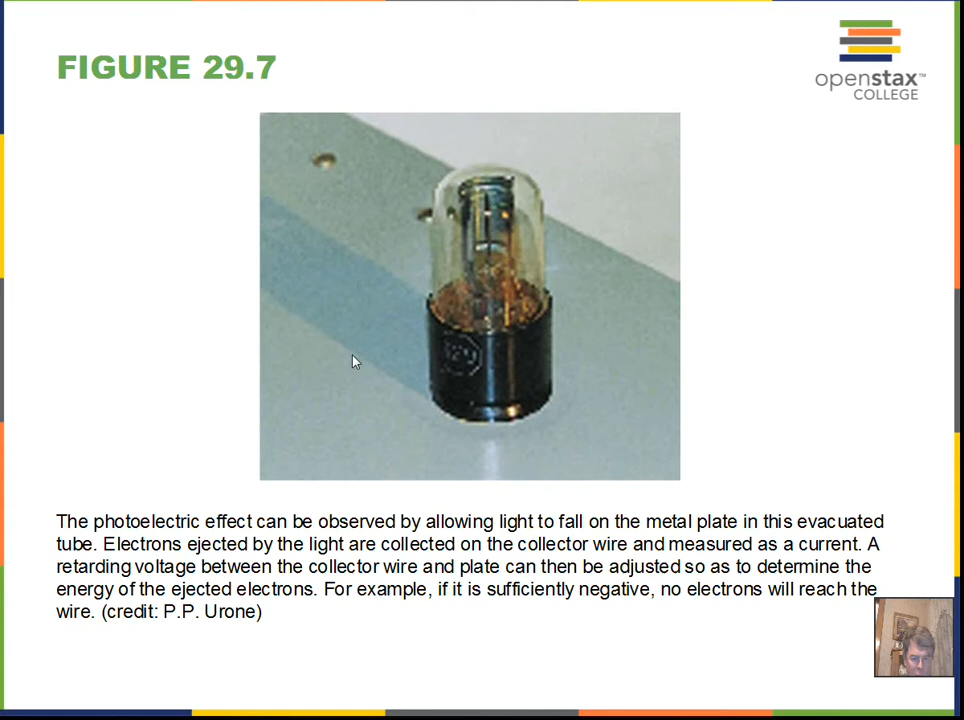 FIGURE 29.7
openstax™
COLLEGE
The photoelectric effect can be observed by allowing light to fall on the metal plate in this evacuated
tube. Electrons ejected by the light are collected on the collector wire and measured as a current. A
retarding voltage between the collector wire and plate can then be adjusted so as to determine the
energy of the ejected electrons. For example, if it is sufficiently negative, no electrons will reach the
wire. (credit: P.P. Urone)